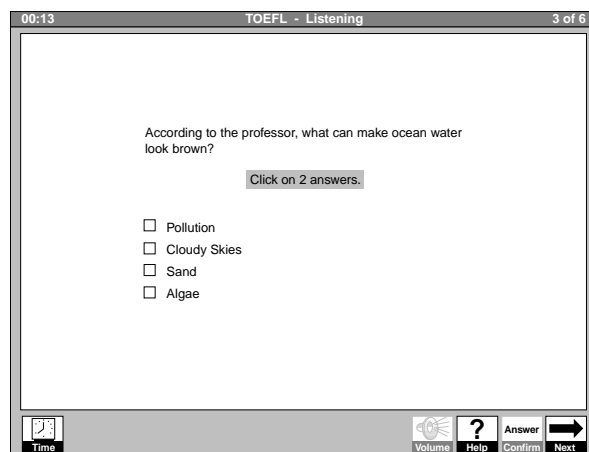 00:13 TOEFL - Listening 3 of 6
According to the professor, what can make ocean water
look brown?
Click on 2 answers.
Pollution
Cloudy Skies
Sand
Algae
Time Volume ? Help Answer Confirm Next